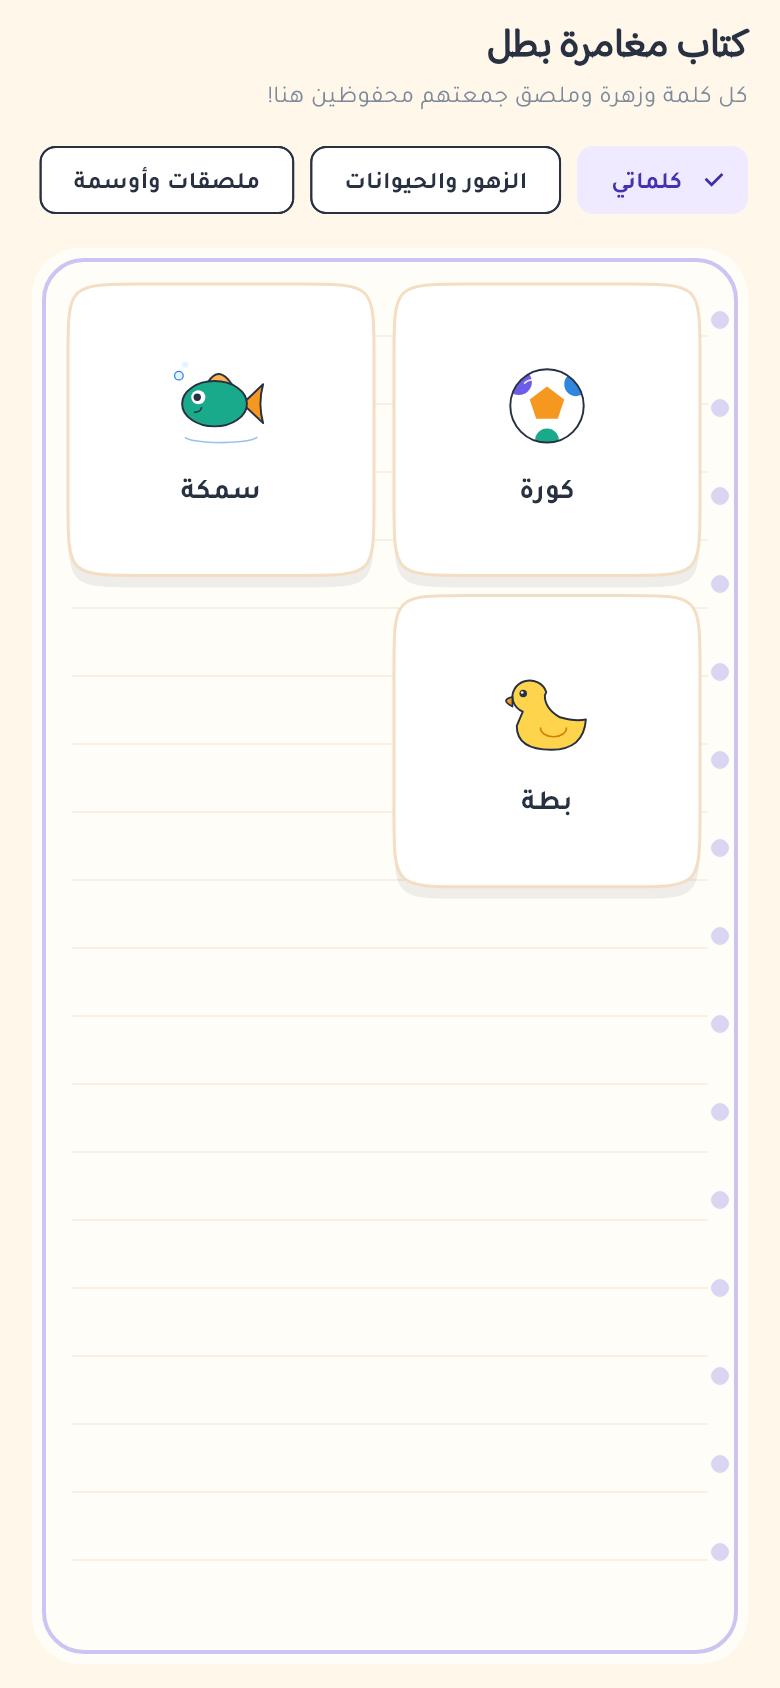 كتاب مغامرة بطل
كل كلمة وزهرة وملصق جمعتهم محفوظين هنا!
كلماتي
الزهور والحيوانات
ملصقات وأوسمة
كورة
سمكة
بطة